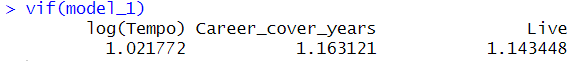 > vif(model_1)
log(Tempo) Career_cover_years Live
1.021772 1.163121 1.143448